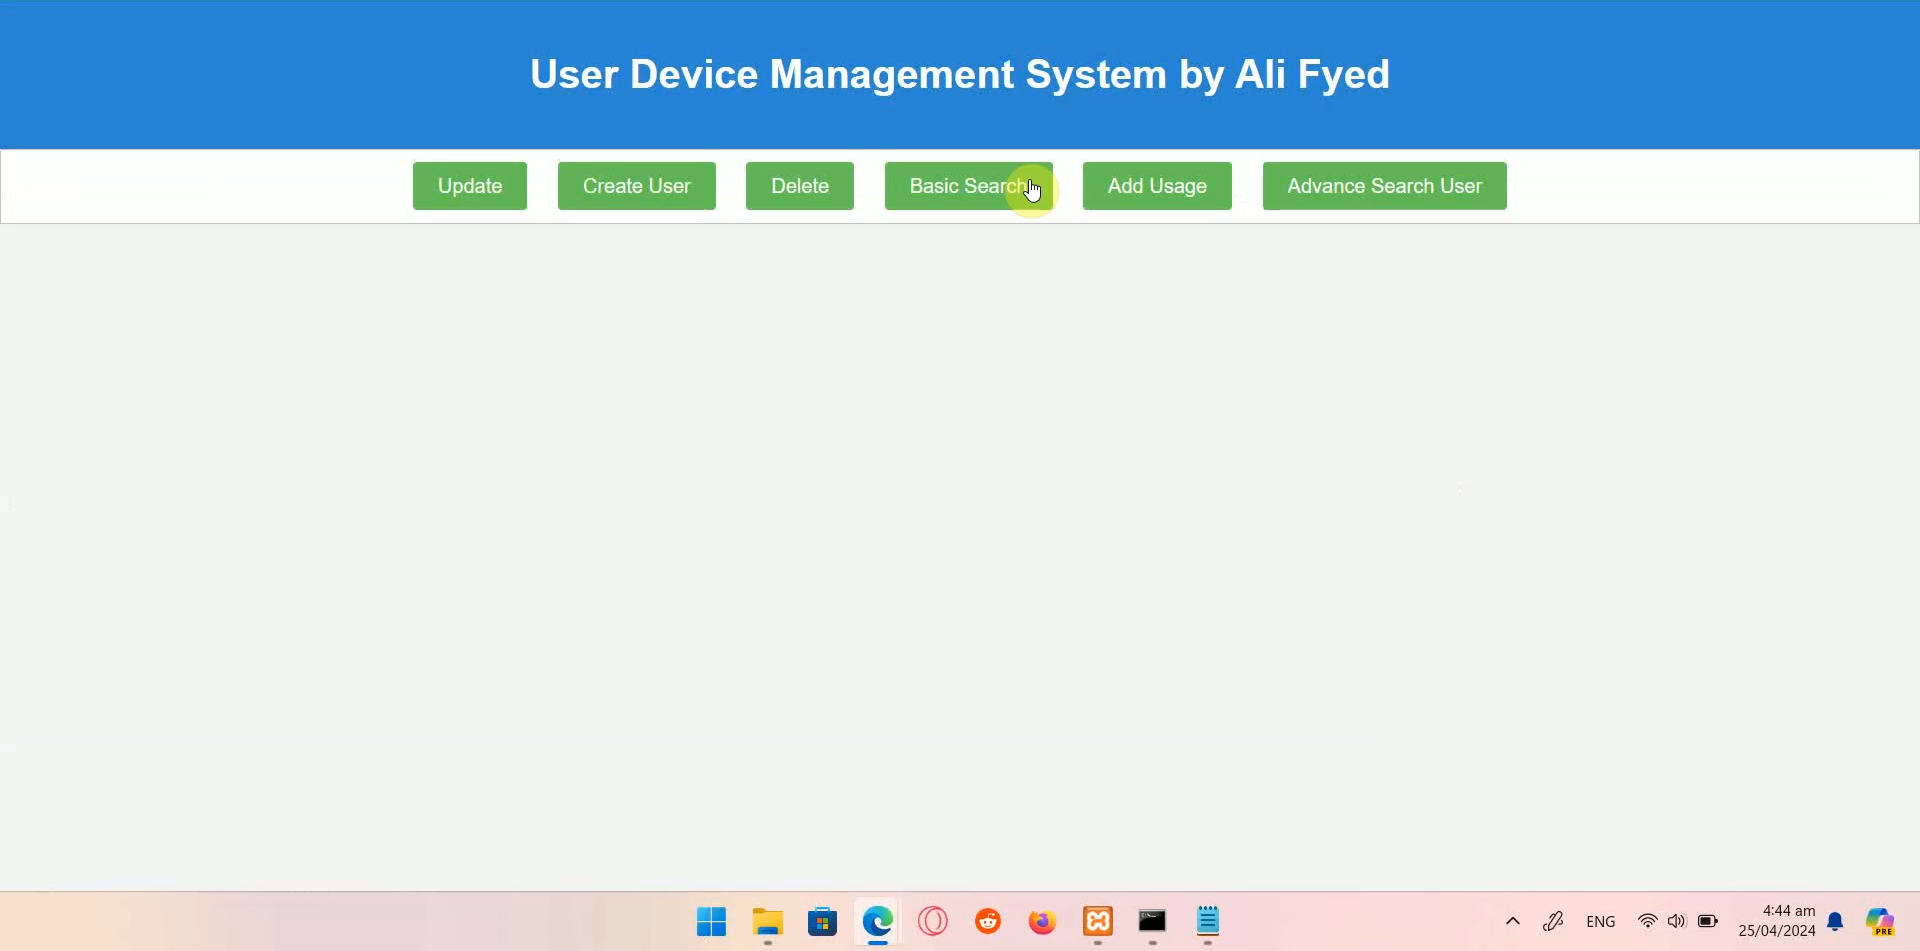 User Device Management System by Ali Fyed
Update Create User Delete Basic Search Add Usage Advance Search User
ENG
4:44 am
25/04/2024
PRE